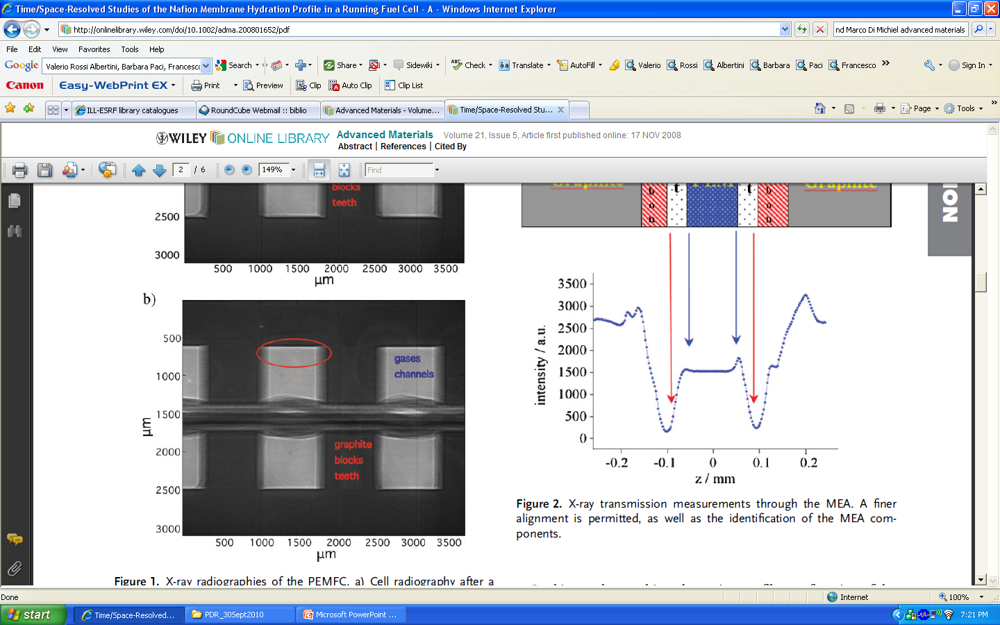 Time/Space-Resolved Studies of the Nafion Membrane Hydration Profile in a Running Fuel Cell - A - Windows Internet Explorer
http://onlinelibrary.wiley.com/doi/10.1002/adma.200801652/pdf
nd Marco Di Michiel advanced materials
File Edit View Favorites Tools Help
Google Valerio Rossi Albertini, Barbara Paci, Francesco Search Share Sidewiki Check Translate AutoFill Valerio Rossi Albertini Barbara Paci Francesco » Sign In
Canon Easy-WebPrint EX Print Preview Clip Auto Clip Clip List
ILL-ESRF library catalogues RoundCube Webmail :: biblio Advanced Materials - Volume... Time/Space-Resolved Stu... X Page Tools »
WILEY ONLINE LIBRARY Advanced Materials Volume 21, Issue 5, Article first published online: 17 NOV 2008
Abstract | References | Cited By
2 / 6 149% Find
blocks
teeth
2500
3000
500 1000 1500 2000 2500 3000 3500
µm
b)
500
1000
1500
2000
2500
3000
µm
gases
channels
graphite
blocks
teeth
500 1000 1500 2000 2500 3000 3500
µm
Figure 1. X-ray radiographies of the PEMFC. a) Cell radiography after a
Graphite b o n t PEM t b o n Graphite
3500
3000
2500
2000
1500
1000
500
0
intensity / a.u.
-0.2 -0.1 0 0.1 0.2
z / mm
Figure 2. X-ray transmission measurements through the MEA. A finer
alignment is permitted, as well as the identification of the MEA com-
ponents.
ON
Done Internet 100%
start Time/Space-Resolved... PDR_30Sept2010 Microsoft PowerPoint ... 7:21 PM